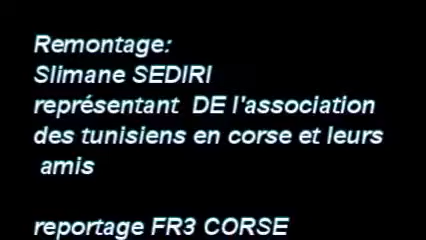 Remontage:
Slimane SEDIRI
représentant DE l'association
des tunisiens en corse et leurs
amis
reportage FR3 CORSE